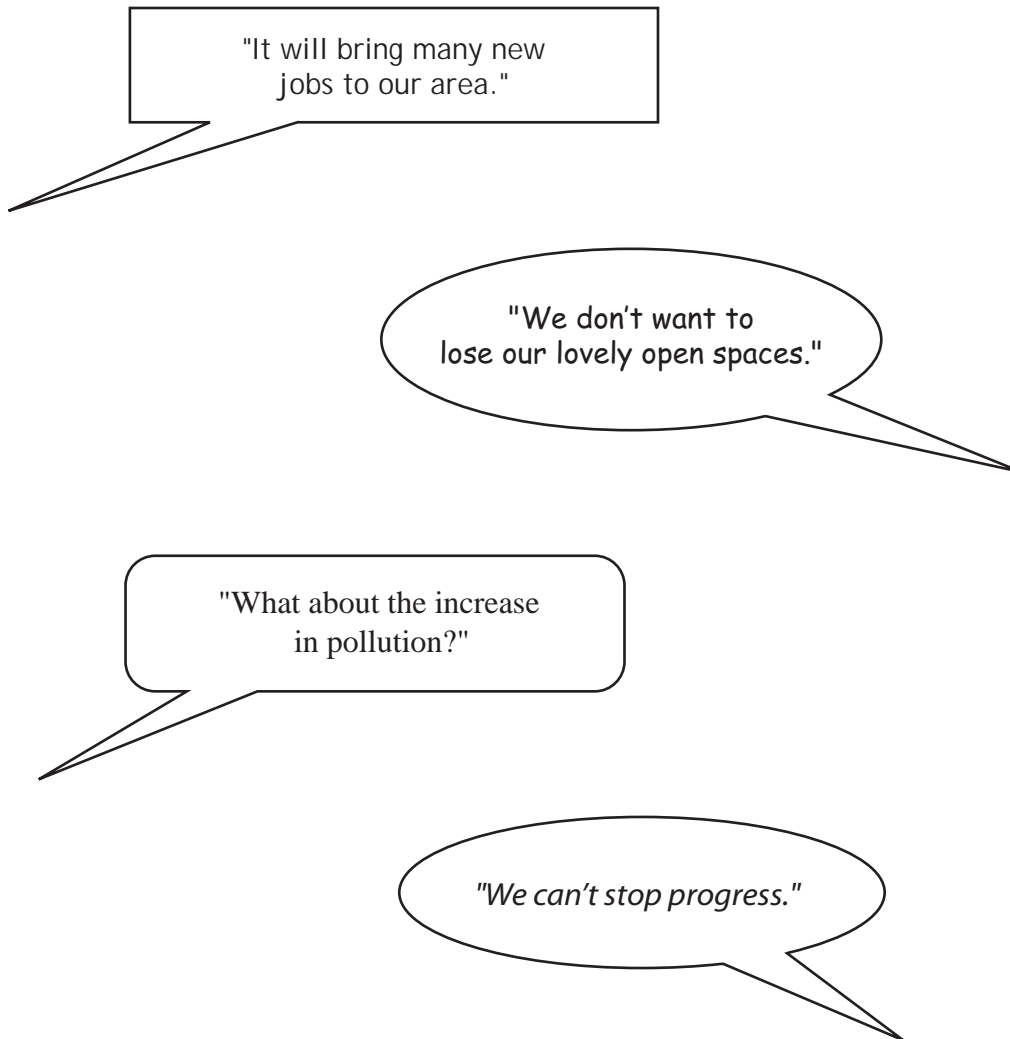 "It will bring many new
jobs to our area."
"We don't want to
lose our lovely open spaces."
"What about the increase
in pollution?"
"We can't stop progress."